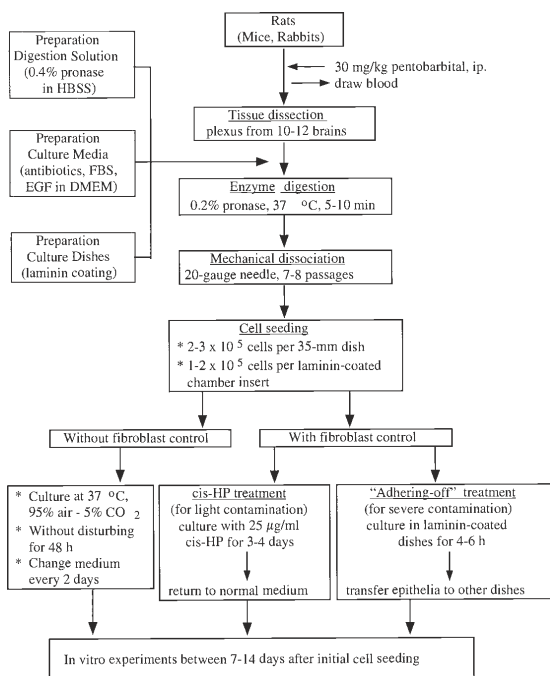 Rats
(Mice, Rabbits)
Preparation
Digestion Solution
(0.4% pronase
in HBSS)
30 mg/kg pentobarbital, ip.
draw blood
Tissue dissection
plexus from 10-12 brains
Preparation
Culture Media
(antibiotics, FBS,
EGF in DMEM)
Enzyme digestion
0.2% pronase, 37 °C, 5-10 min
Preparation
Culture Dishes
(laminin coating)
Mechanical dissociation
20-gauge needle, 7-8 passages
Cell seeding
* 2-3 x 10 5 cells per 35-mm dish
* 1-2 x 10 5 cells per laminin-coated
chamber insert
Without fibroblast control
With fibroblast control
* Culture at 37 °C,
95% air - 5% CO 2
* Without disturbing
for 48 h
* Change medium
every 2 days
cis-HP treatment
(for light contamination)
culture with 25 µg/ml
cis-HP for 3-4 days
return to normal medium
“Adhering-off” treatment
(for severe contamination)
culture in laminin-coated
dishes for 4-6 h
transfer epithelia to other dishes
In vitro experiments between 7-14 days after initial cell seeding